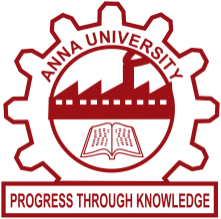 ANNA UNIVERSITY
PROGRESS THROUGH KNOWLEDGE